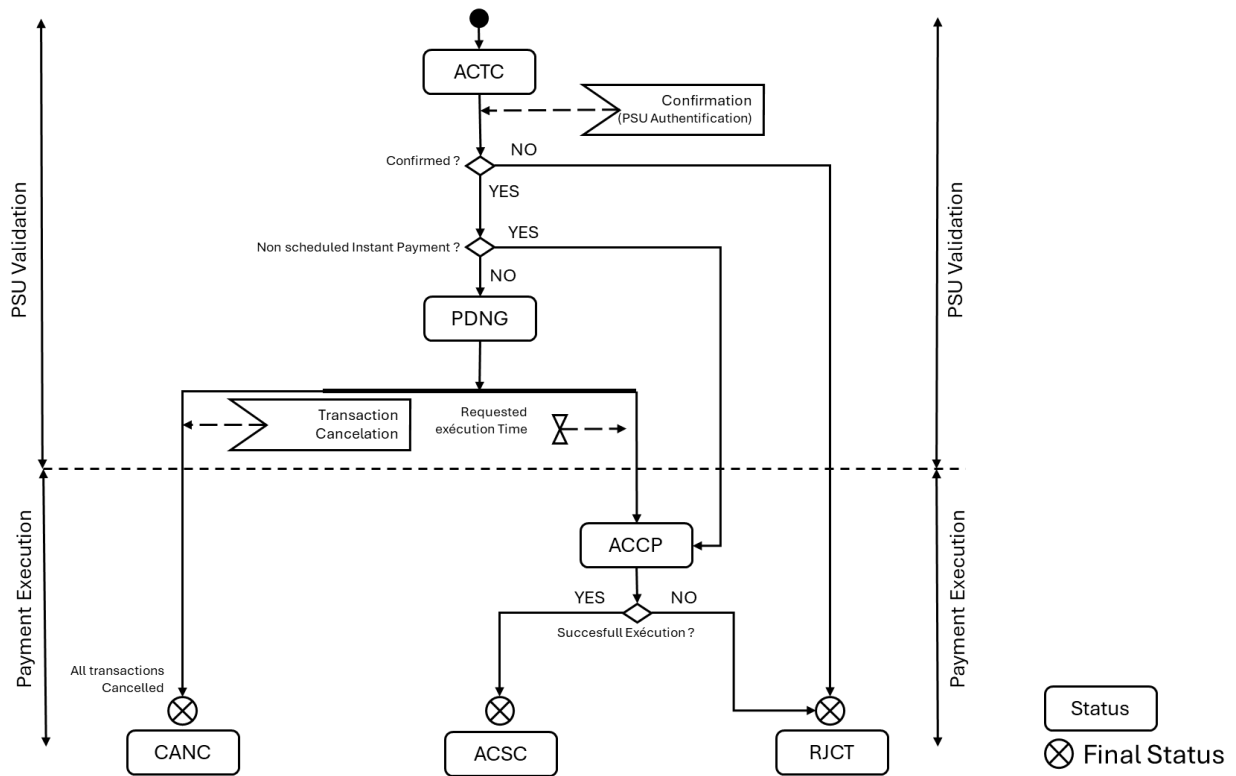 ACTC
Confirmation
(PSU Authentification)
NO
Confirmed ?
YES
PSU Validation
PSU Validation
YES
Non scheduled Instant Payment ?
NO
PDNG
Transaction
Cancelation
Requested
exécution Time
ACCP
Payment Execution
Payment Execution
YES
NO
Succesfull Exécution ?
All transactions
Cancelled
CANC
ACSC
RJCT
Status
Final Status